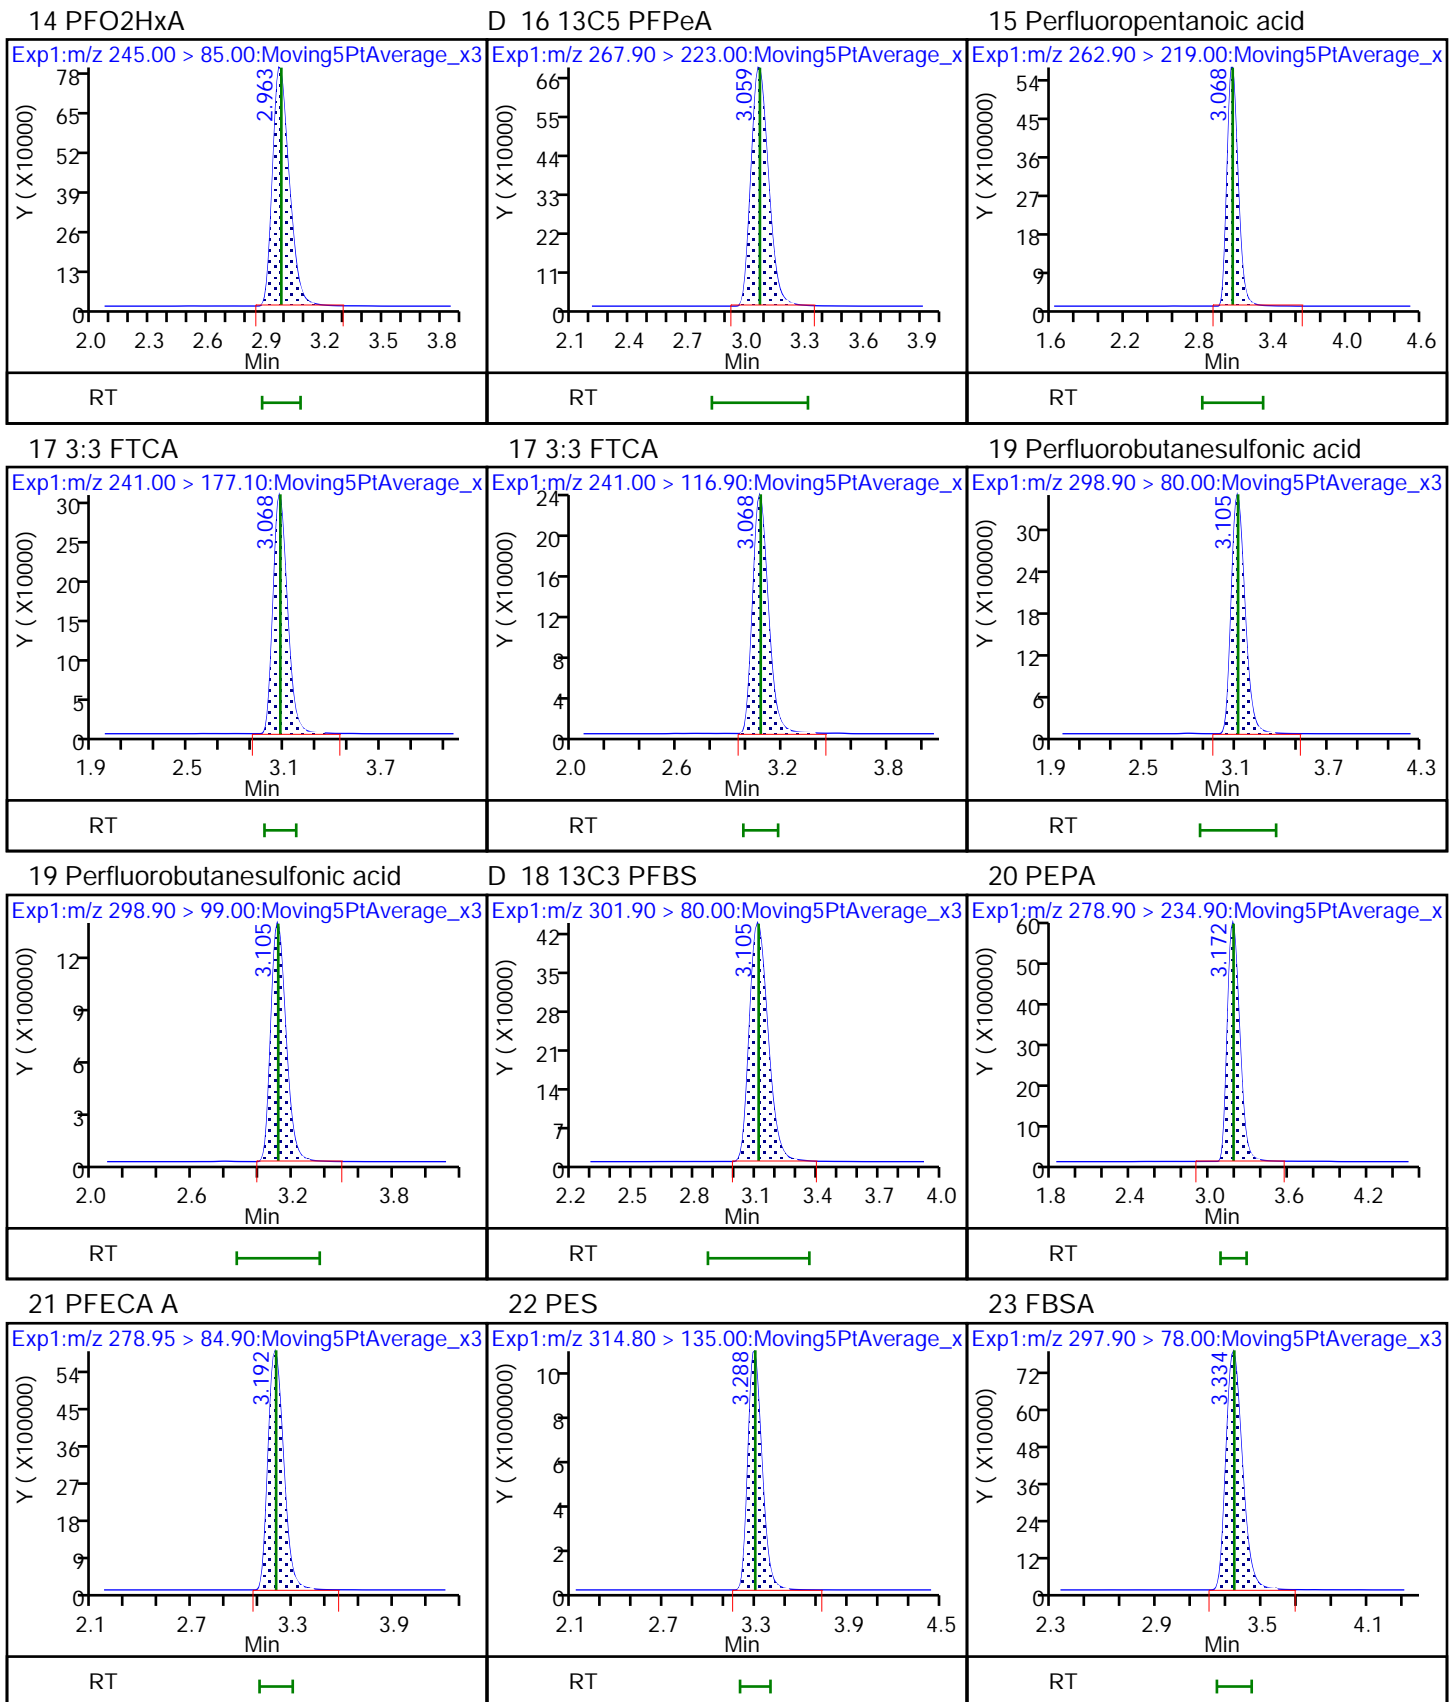 14 PFO2HxA
Exp1:m/z 245.00 > 85.00:Moving5PtAverage_x3
2.963
Y ( X10000)
78
65
52
39
26
13
0
2.0 2.3 2.6 2.9 3.2 3.5 3.8
Min
RT
D 16 13C5 PFPeA
Exp1:m/z 267.90 > 223.00:Moving5PtAverage_x
3.059
Y ( X10000)
66
55
44
33
22
11
0
2.1 2.4 2.7 3.0 3.3 3.6 3.9
Min
RT
15 Perfluoropentanoic acid
Exp1:m/z 262.90 > 219.00:Moving5PtAverage_x
3.068
Y ( X100000)
54
45
36
27
18
9
0
1.6 2.2 2.8 3.4 4.0 4.6
Min
RT
17 3:3 FTCA
Exp1:m/z 241.00 > 177.10:Moving5PtAverage_x
3.068
Y ( X10000)
30
25
20
15
10
5
0
1.9 2.5 3.1 3.7
Min
RT
17 3:3 FTCA
Exp1:m/z 241.00 > 116.90:Moving5PtAverage_x
3.068
Y ( X10000)
24
20
16
12
8
4
0
2.0 2.6 3.2 3.8
Min
RT
19 Perfluorobutanesulfonic acid
Exp1:m/z 298.90 > 80.00:Moving5PtAverage_x3
3.105
Y ( X100000)
30
24
18
12
6
0
1.9 2.5 3.1 3.7 4.3
Min
RT
19 Perfluorobutanesulfonic acid
Exp1:m/z 298.90 > 99.00:Moving5PtAverage_x3
3.105
Y ( X100000)
12
9
6
3
0
2.0 2.6 3.2 3.8
Min
RT
D 18 13C3 PFBS
Exp1:m/z 301.90 > 80.00:Moving5PtAverage_x3
3.105
Y ( X10000)
42
35
28
21
14
7
0
2.2 2.5 2.8 3.1 3.4 3.7 4.0
Min
RT
20 PEPA
Exp1:m/z 278.90 > 234.90:Moving5PtAverage_x
3.172
Y ( X100000)
60
50
40
30
20
10
0
1.8 2.4 3.0 3.6 4.2
Min
RT
21 PFECA A
Exp1:m/z 278.95 > 84.90:Moving5PtAverage_x3
3.192
Y ( X100000)
54
45
36
27
18
9
0
2.1 2.7 3.3 3.9
Min
RT
22 PES
Exp1:m/z 314.80 > 135.00:Moving5PtAverage_x
3.288
Y ( X1000000)
10
8
6
4
2
0
2.1 2.7 3.3 3.9 4.5
Min
RT
23 FBSA
Exp1:m/z 297.90 > 78.00:Moving5PtAverage_x3
3.334
Y ( X10000)
72
60
48
36
24
12
0
2.3 2.9 3.5 4.1
Min
RT